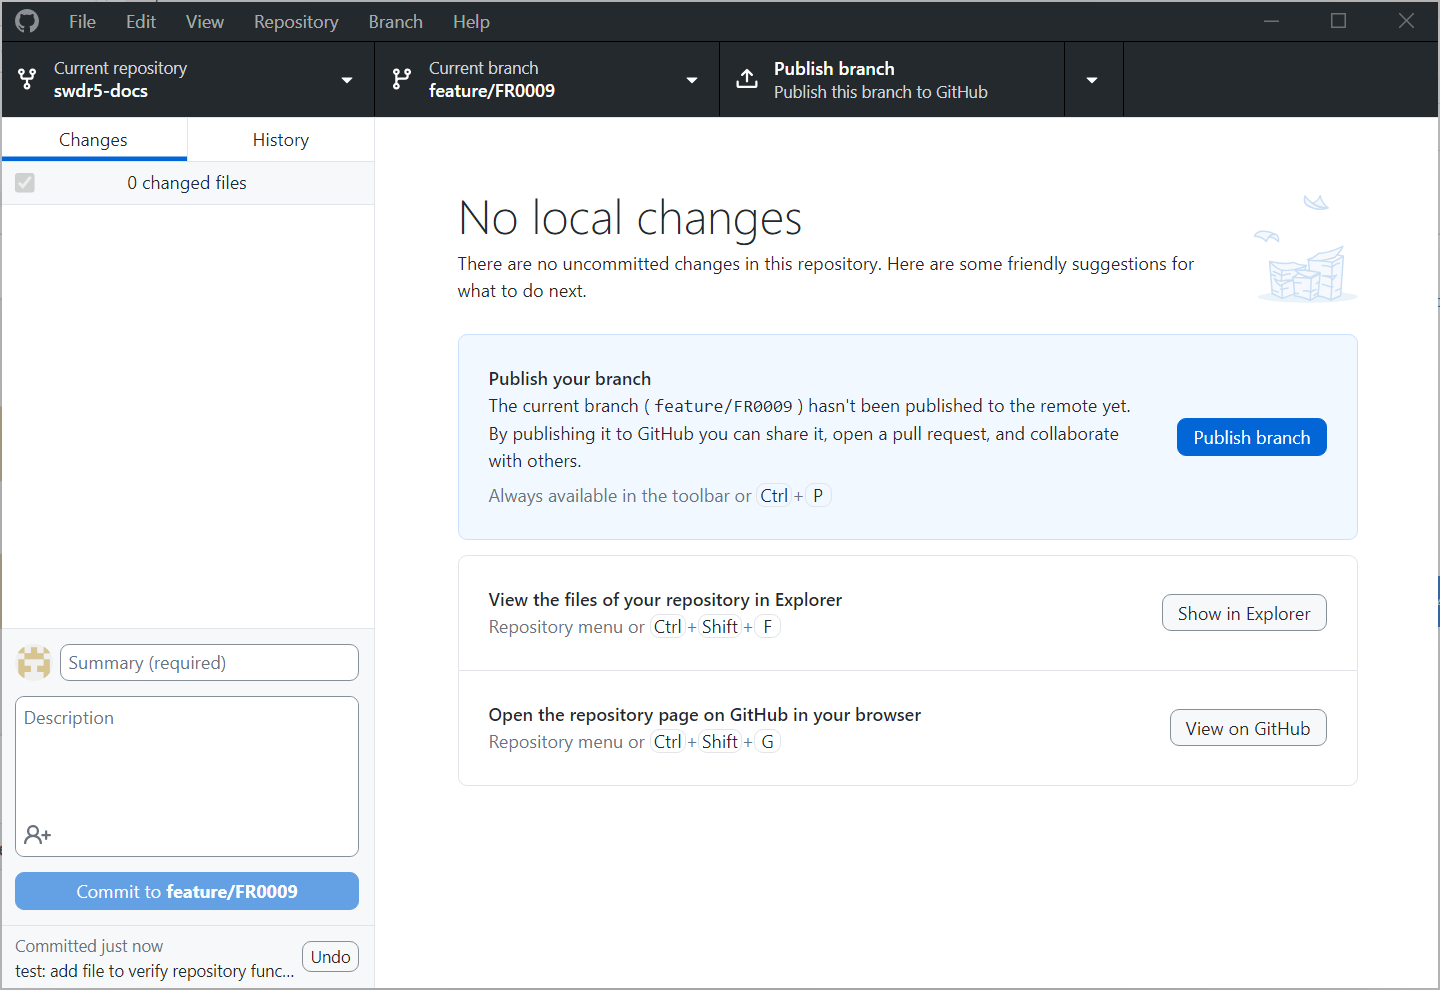 File Edit View Repository Branch Help
Current repository
swdr5-docs
Current branch
feature/FR0009
Publish branch
Publish this branch to GitHub
Changes
History
0 changed files
No local changes
There are no uncommitted changes in this repository. Here are some friendly suggestions for
what to do next.
Publish your branch
The current branch ( feature/FR0009 ) hasn't been published to the remote yet.
By publishing it to GitHub you can share it, open a pull request, and collaborate
with others.
Always available in the toolbar or Ctrl + P
Publish branch
View the files of your repository in Explorer
Repository menu or Ctrl + Shift + F
Show in Explorer
Open the repository page on GitHub in your browser
Repository menu or Ctrl + Shift + G
View on GitHub
Summary (required)
Description
Commit to feature/FR0009
Committed just now
test: add file to verify repository func...
Undo